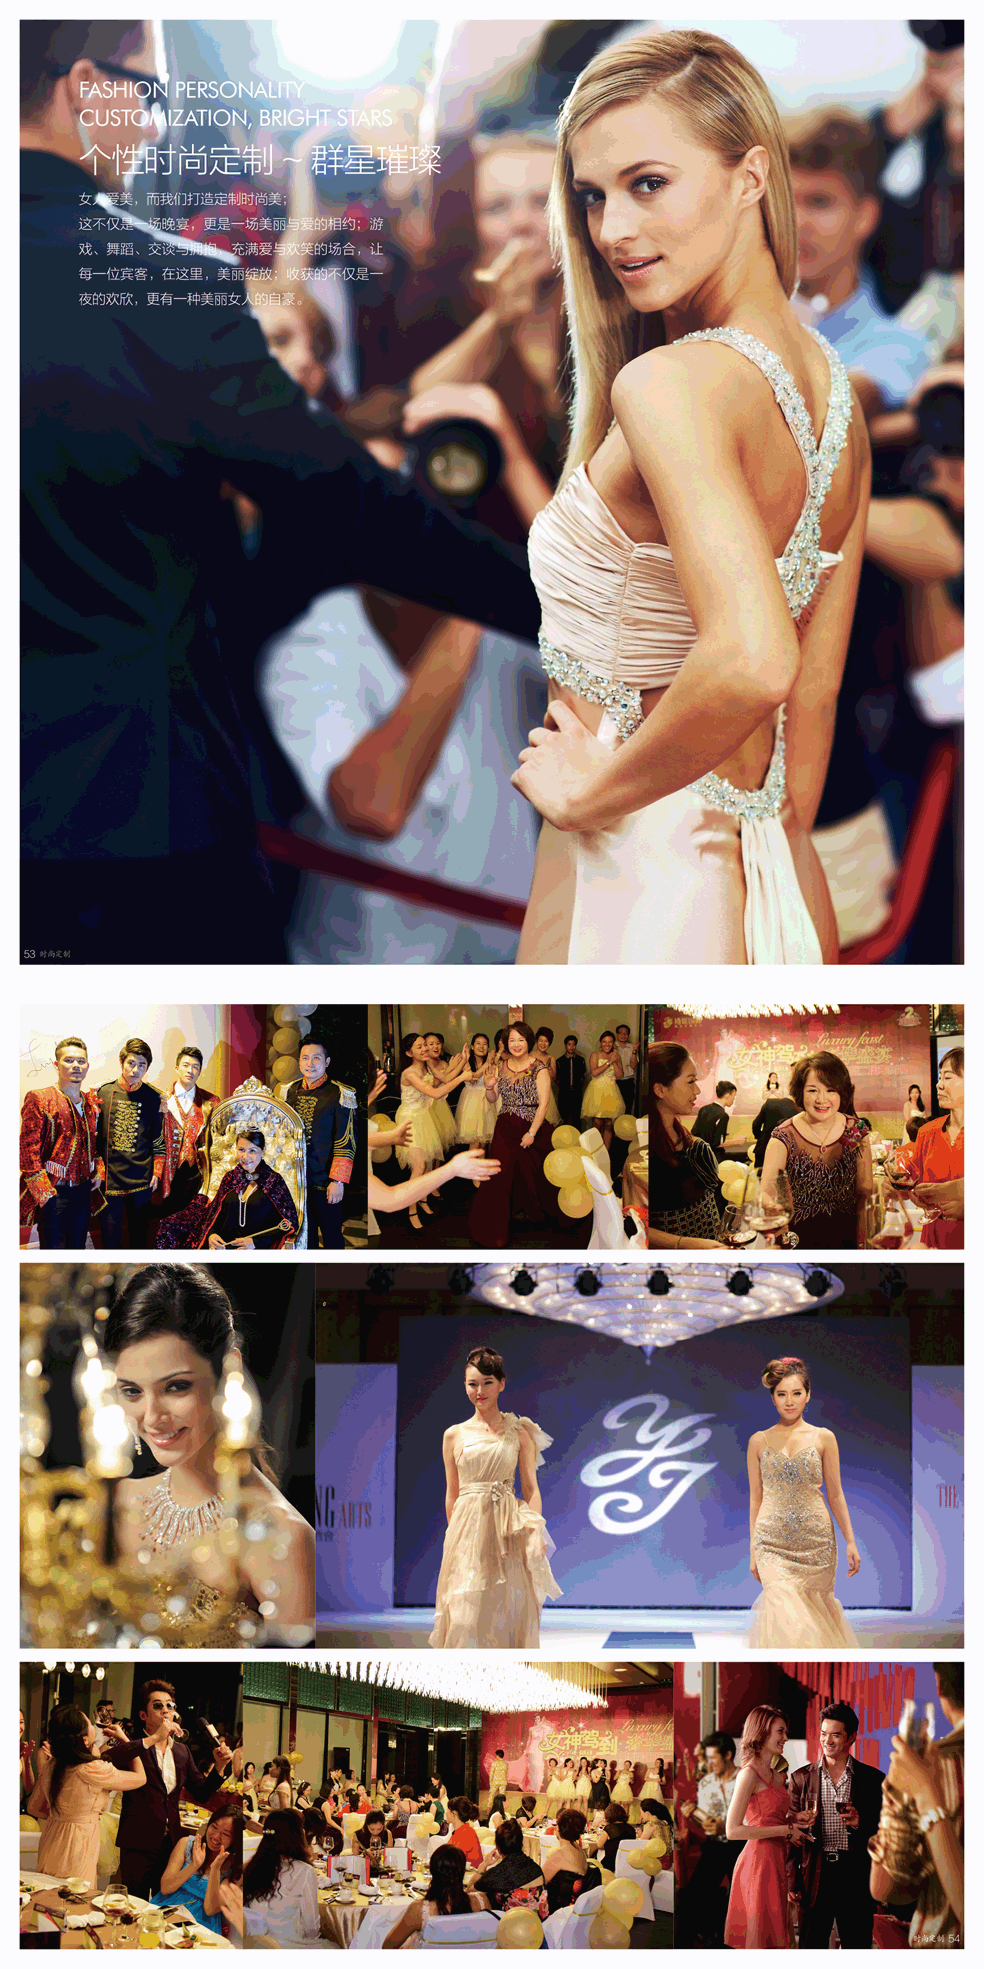 FASHION PERSONALITY
CUSTOMIZATION, BRIGHT STARS
个性时尚定制 ~ 群星璀璨
女人爱美，而我们打造定制时尚美；
这不仅是一场晚宴，更是一场美丽与爱的相约；游
戏、舞蹈、交谈与拥抱，充满爱与欢笑的场合，让
每一位宾客，在这里，美丽绽放；收获的不仅是一
夜的欢欣，更有一种美丽女人的自豪。
53 时尚定制
Luxury feast
女神驾到
YJ
NG ARTS
THE
Luxury fe
女神驾到
时尚定制 54